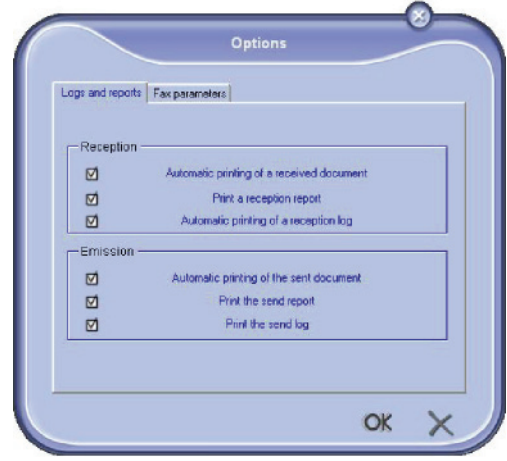 Options
Logs and reports Fax parameters
Reception
Automatic printing of a received document
Print a reception report
Automatic printing of a reception log
Emission
Automatic printing of the sent document
Print the send report
Print the send log
OK